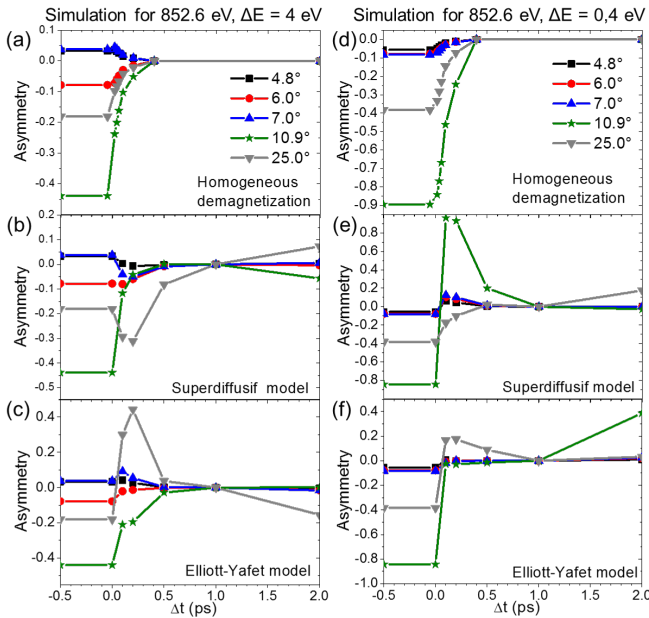 Simulation for 852.6 eV, ΔE = 4 eV
Simulation for 852.6 eV, ΔE = 0,4 eV
(a)
0.1
0.0
-0.1
-0.2
-0.3
-0.4
Asymmetry
4.8°
6.0°
7.0°
10.9°
25.0°
Homogeneous
demagnetization
(d)
0.0
-0.1
-0.2
-0.3
-0.4
-0.5
-0.6
-0.7
-0.8
-0.9
Asymmetry
4.8°
6.0°
7.0°
10.9°
25.0°
Homogeneous
demagnetization
(b)
0.2
0.1
0.0
-0.1
-0.2
-0.3
-0.4
-0.5
Asymmetry
Superdiffusif model
(e)
0.8
0.6
0.4
0.2
0.0
-0.2
-0.4
-0.6
-0.8
Asymmetry
Superdiffusif model
(c)
0.4
0.2
0.0
-0.2
-0.4
Asymmetry
Elliott-Yafet model
-0.5 0.0 0.5 1.0 1.5 2.0
Δt (ps)
(f)
0.6
0.4
0.2
0.0
-0.2
-0.4
-0.6
-0.8
-1.0
Asymmetry
Elliott-Yafet model
-0.5 0.0 0.5 1.0 1.5 2.0
Δt (ps)